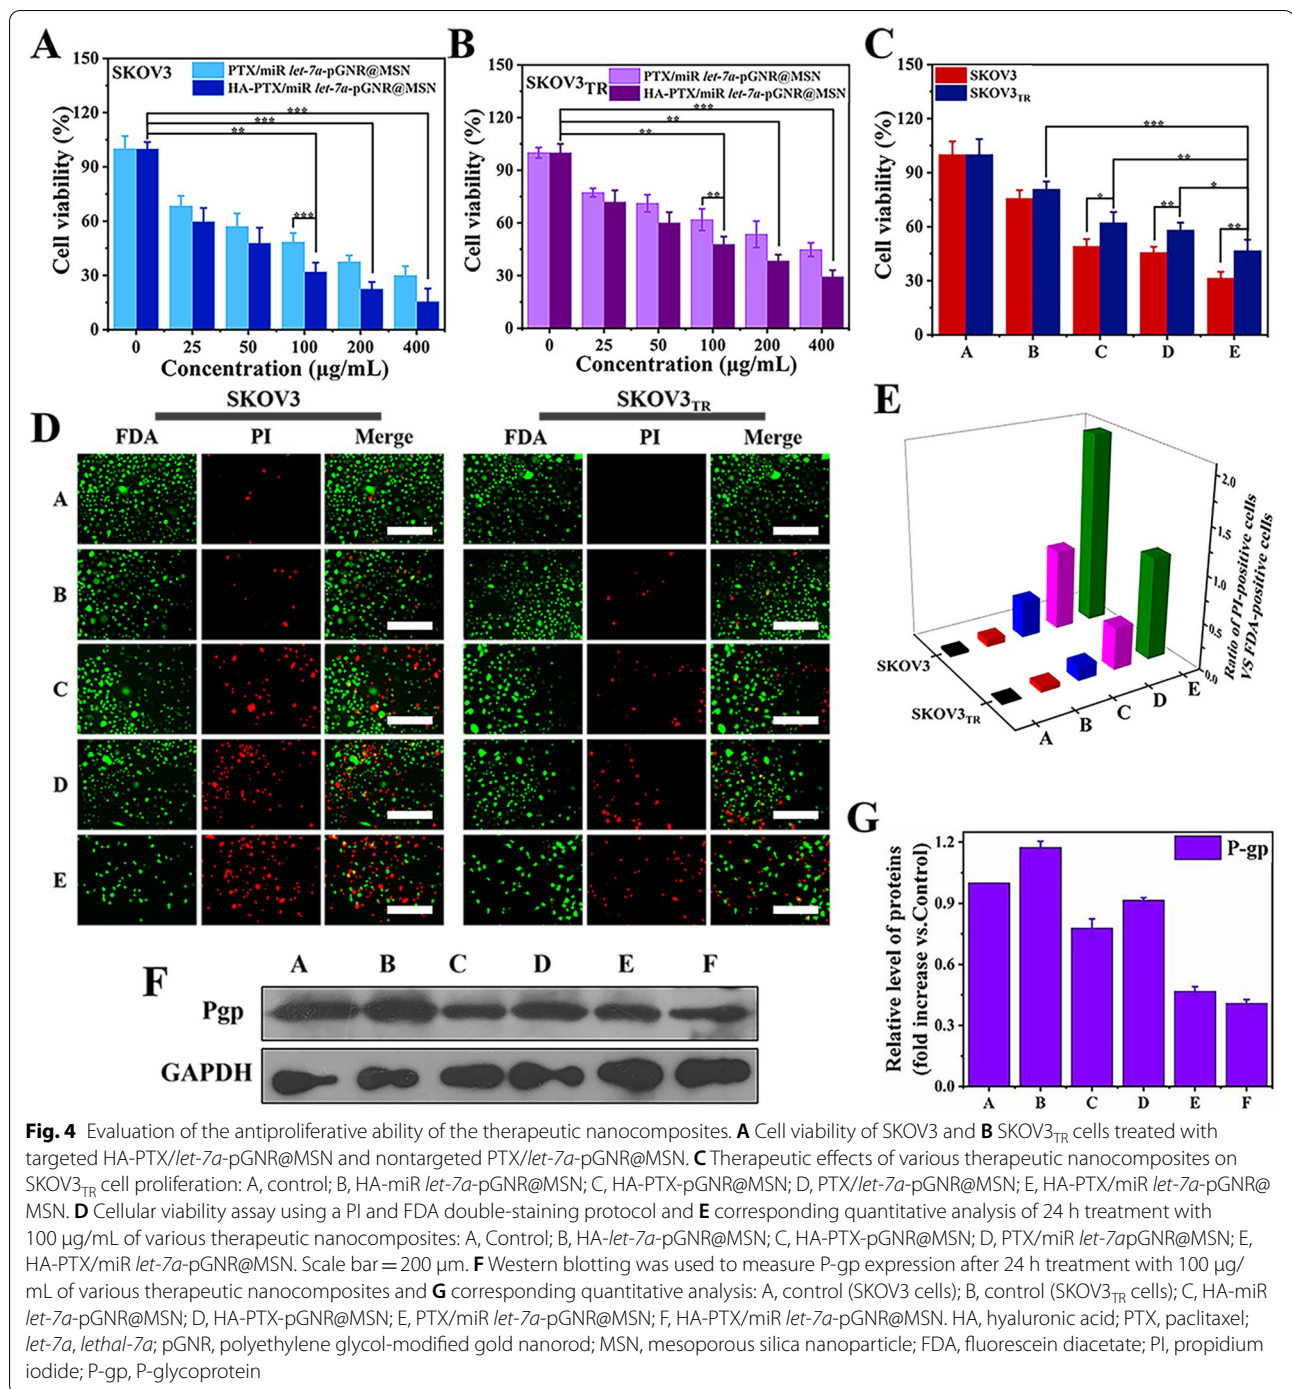 A
150
120
90
60
30
0
Cell viability (%)
SKOV3
PTX/miR let-7a-pGNR@MSN
HA-PTX/miR let-7a-pGNR@MSN
***
***
**
***
0 25 50 100 200 400
Concentration (µg/mL)
B
150
120
90
60
30
0
Cell viability (%)
SKOV3TR
PTX/miR let-7a-pGNR@MSN
HA-PTX/miR let-7a-pGNR@MSN
***
**
**
**
0 25 50 100 200 400
Concentration (µg/mL)
C
150
120
90
60
30
0
Cell viability (%)
SKOV3
SKOV3TR
***
**
*
*
**
**
A B C D E
D
SKOV3
SKOV3TR
FDA PI Merge FDA PI Merge
A
B
C
D
E
E
2.0
1.5
1.0
0.5
0.0
Ratio of PI-positive cells
V/S FDA-positive cells
SKOV3
SKOV3TR
A B C D E
F
A B C D E F
Pgp
GAPDH
G
1.2
0.9
0.6
0.3
0.0
Relative level of proteins
(fold increase vs.Control)
P-gp
A B C D E F
Fig. 4 Evaluation of the antiproliferative ability of the therapeutic nanocomposites. A Cell viability of SKOV3 and B SKOV3TR cells treated with
targeted HA-PTX/let-7a-pGNR@MSN and nontargeted PTX/let-7a-pGNR@MSN. C Therapeutic effects of various therapeutic nanocomposites on
SKOV3TR cell proliferation: A, control; B, HA-miR let-7a-pGNR@MSN; C, HA-PTX-pGNR@MSN; D, PTX/let-7a-pGNR@MSN; E, HA-PTX/miR let-7a-pGNR@
MSN. D Cellular viability assay using a PI and FDA double-staining protocol and E corresponding quantitative analysis of 24 h treatment with
100 µg/mL of various therapeutic nanocomposites: A, Control; B, HA-let-7a-pGNR@MSN; C, HA-PTX-pGNR@MSN; D, PTX/miR let-7apGNR@MSN; E,
HA-PTX/miR let-7a-pGNR@MSN. Scale bar = 200 µm. F Western blotting was used to measure P-gp expression after 24 h treatment with 100 µg/
mL of various therapeutic nanocomposites and G corresponding quantitative analysis: A, control (SKOV3 cells); B, control (SKOV3TR cells); C, HA-miR
let-7a-pGNR@MSN; D, HA-PTX-pGNR@MSN; E, PTX/miR let-7a-pGNR@MSN; F, HA-PTX/miR let-7a-pGNR@MSN. HA, hyaluronic acid; PTX, paclitaxel;
let-7a, lethal-7a; pGNR, polyethylene glycol-modified gold nanorod; MSN, mesoporous silica nanoparticle; FDA, fluorescein diacetate; PI, propidium
iodide; P-gp, P-glycoprotein